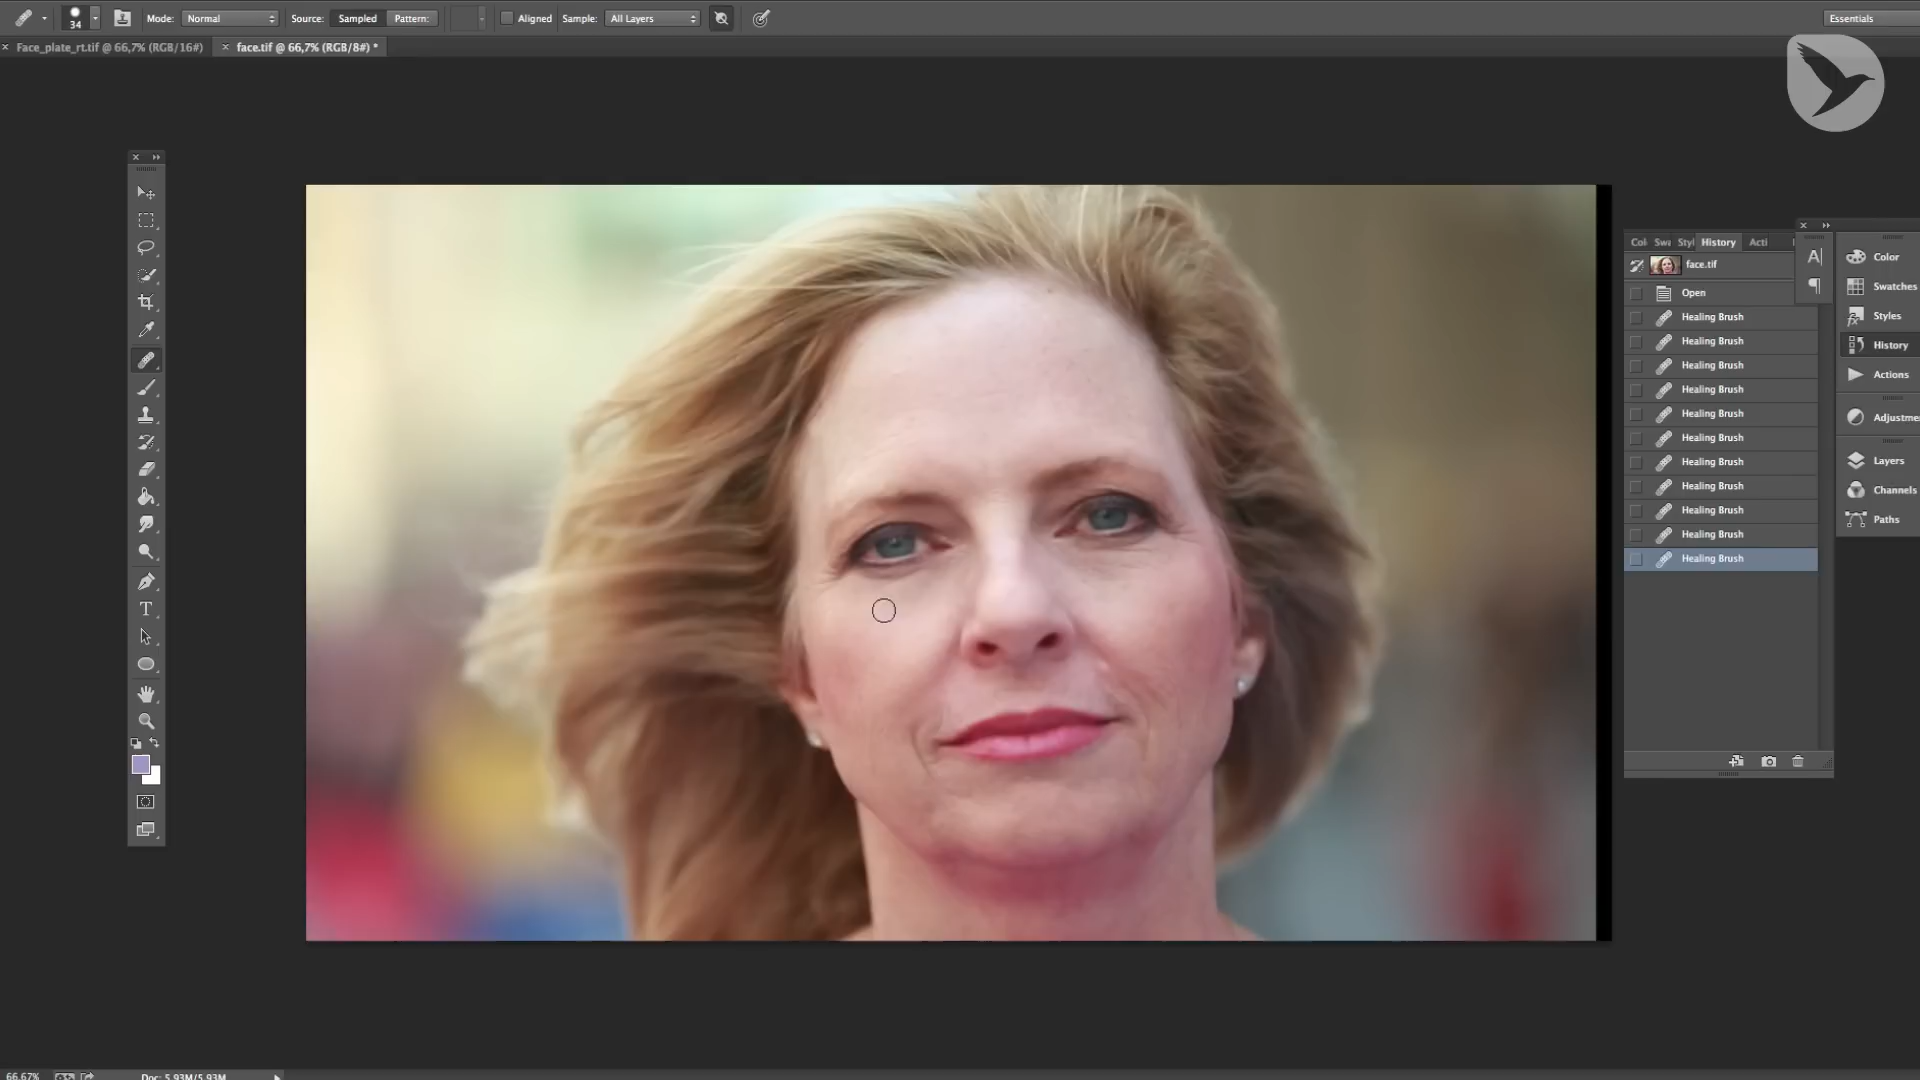 34 Mode: Normal Source: Sampled Pattern: Aligned Sample: All Layers Essentials
Face_plate_rt.tif @ 66,7% (RGB/16#) face.tif @ 66,7% (RGB/8#) *
Col Swa Styl History Acti
face.tif
Open
Healing Brush
Healing Brush
Healing Brush
Healing Brush
Healing Brush
Healing Brush
Healing Brush
Healing Brush
Healing Brush
Healing Brush
Healing Brush
Color
Swatches
Styles
History
Actions
Adjustme
Layers
Channels
Paths
66.67% Doc: 5.93M/5.93M